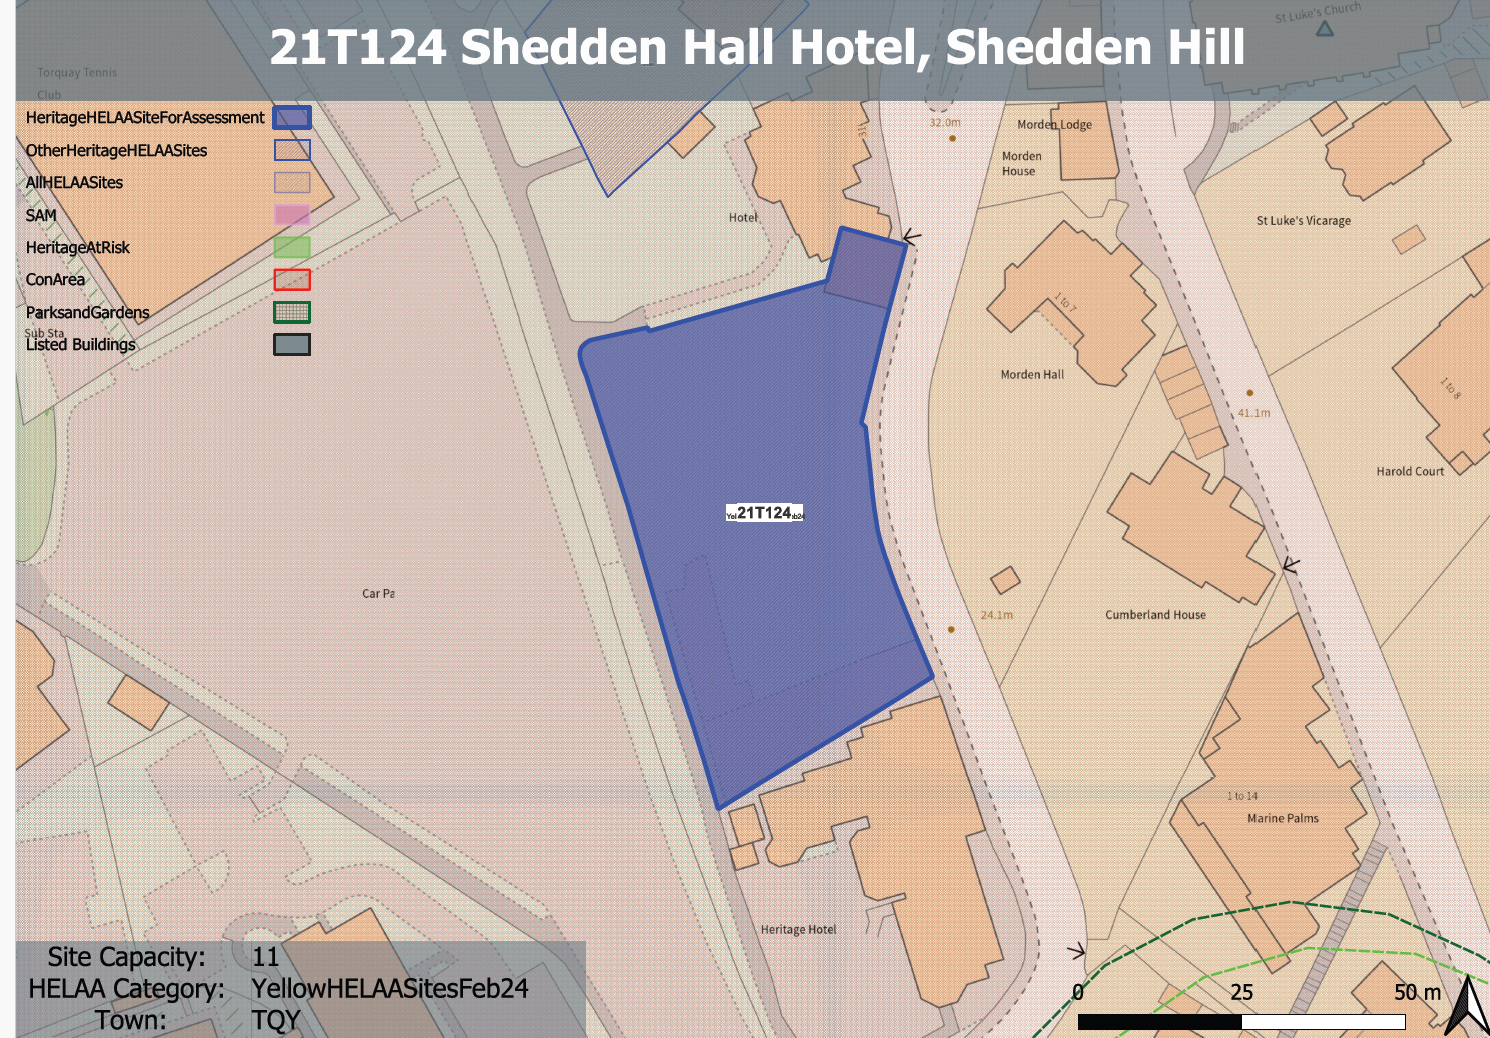 21T124 Shedden Hall Hotel, Shedden Hill
St Luke's Church
Torquay Tennis
Club
HeritageHELAASiteForAssessment
OtherHeritageHELAASites
AllHELAASites
SAM
HeritageAtRisk
ConArea
ParksandGardens
Sub Sta
Listed Buildings
32.0m
Morden Lodge
Morden
House
Hotel
St Luke's Vicarage
1 to 7
Morden Hall
1 to 8
41.1m
Harold Court
21T124
Car Pa
24.1m
Cumberland House
1 to 14
Marine Palms
Heritage Hotel
Site Capacity: 11
HELAA Category: YellowHELAASitesFeb24
Town: TQY
0 25 50 m